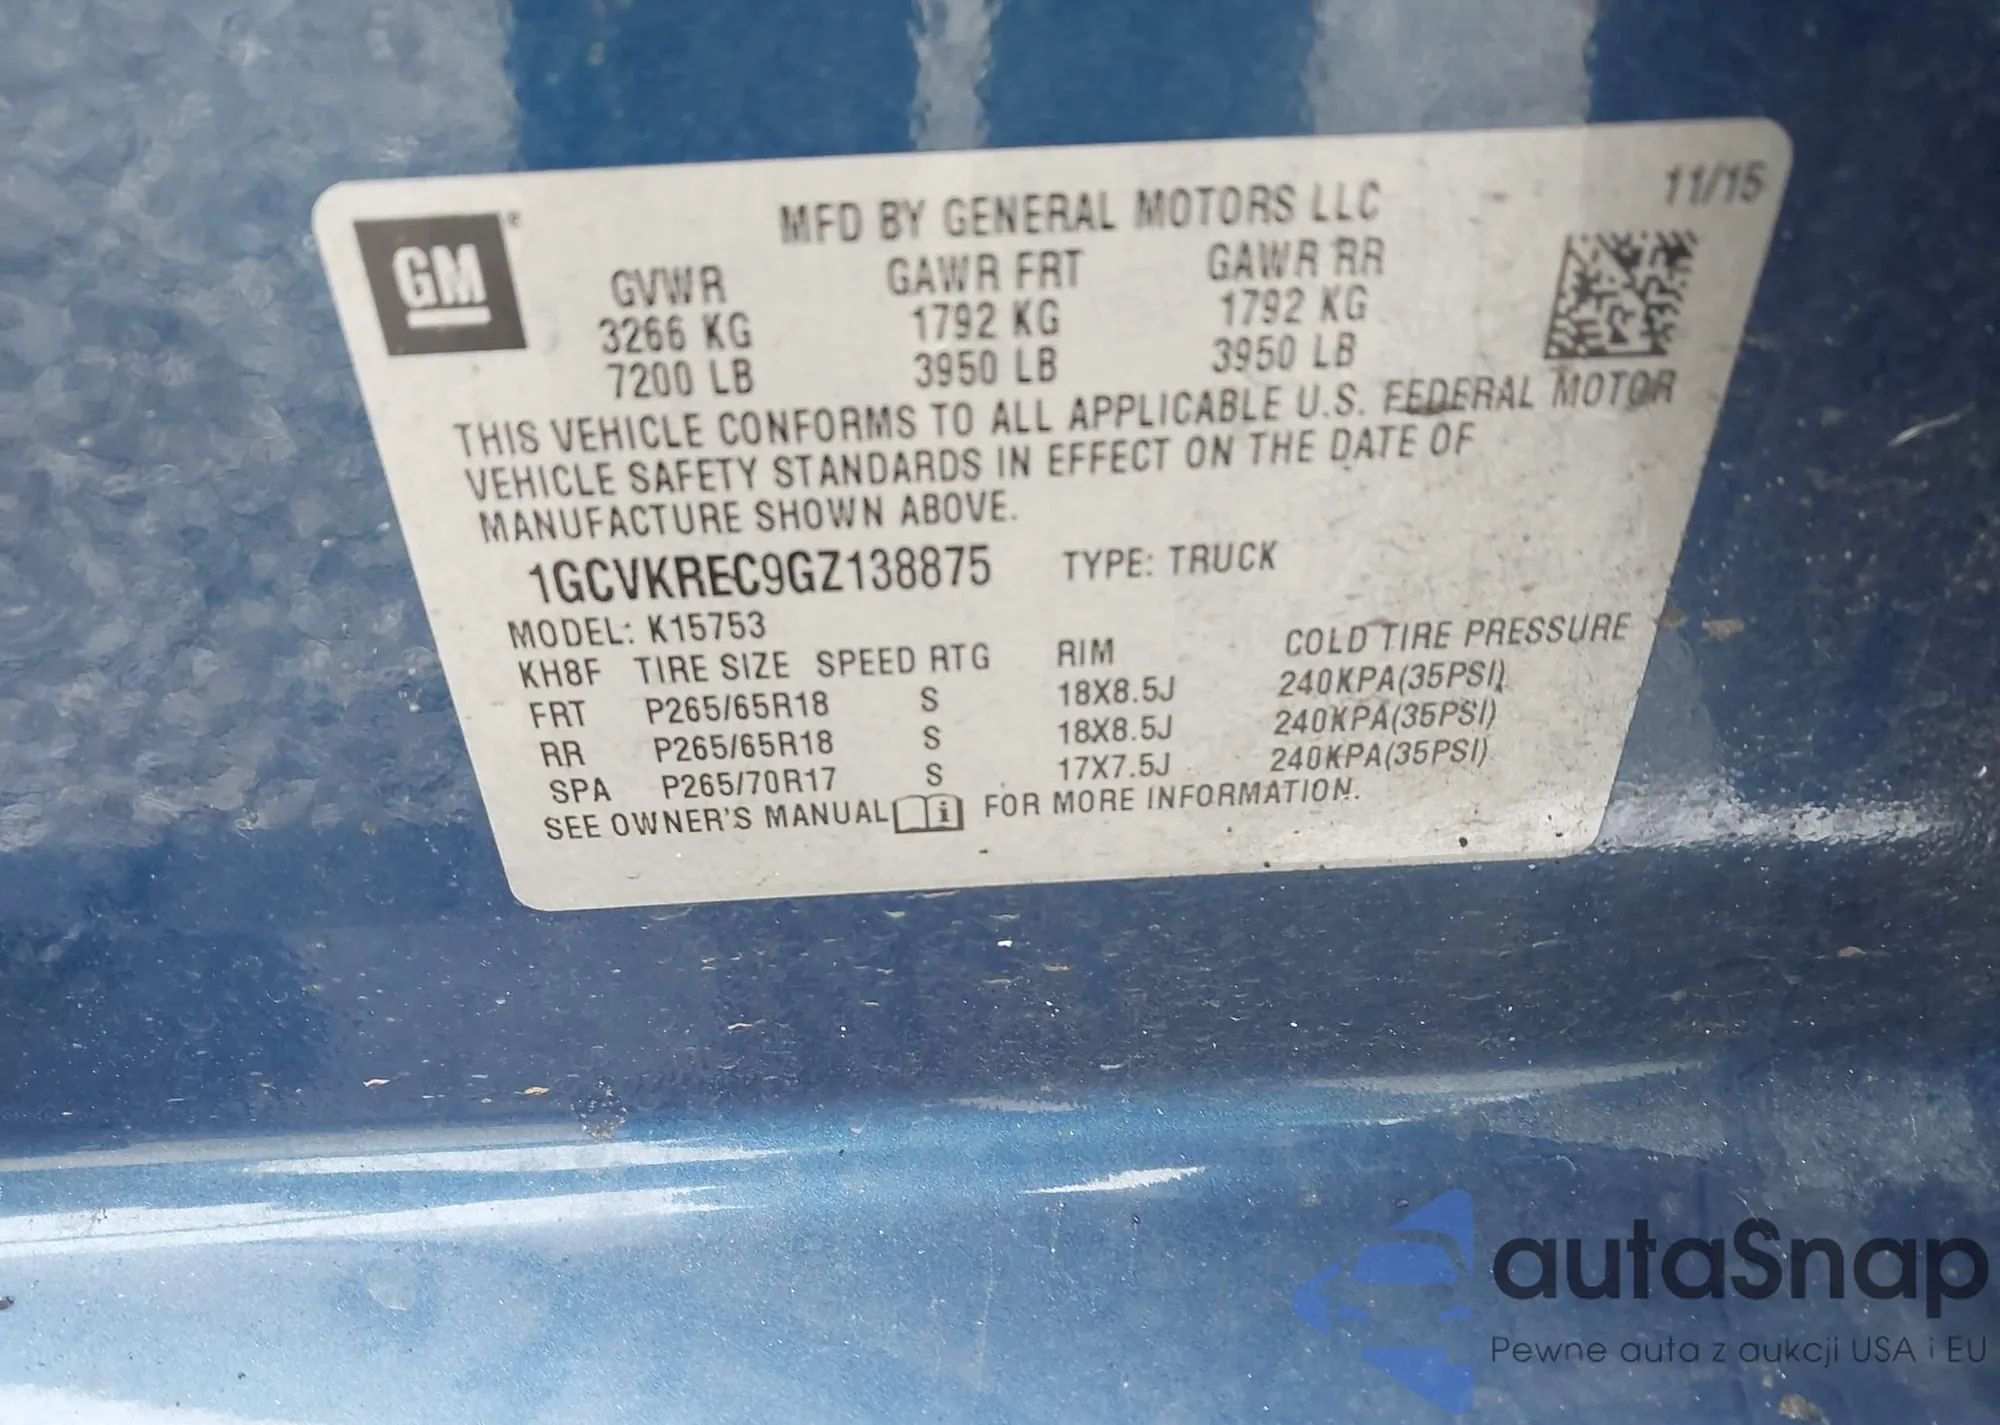 GM®
MFD BY GENERAL MOTORS LLC 11/15
GVWR GAWR FRT GAWR RR
3266 KG 1792 KG 1792 KG
7200 LB 3950 LB 3950 LB
THIS VEHICLE CONFORMS TO ALL APPLICABLE U.S. FEDERAL MOTOR
VEHICLE SAFETY STANDARDS IN EFFECT ON THE DATE OF
MANUFACTURE SHOWN ABOVE.
1GCVKREC9GZ138875 TYPE: TRUCK
MODEL: K15753
KH8F TIRE SIZE SPEED RTG RIM COLD TIRE PRESSURE
FRT P265/65R18 S 18X8.5J 240KPA(35PSI)
RR P265/65R18 S 18X8.5J 240KPA(35PSI)
SPA P265/70R17 S 17X7.5J 240KPA(35PSI)
SEE OWNER'S MANUAL FOR MORE INFORMATION.
autaSnap
Pewne auta z aukcji USA i EU